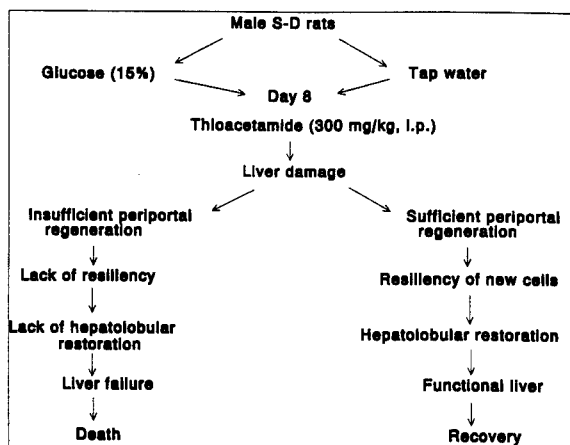 Male S-D rats
Glucose (15%)
Tap water
Day 8
Thioacetamide (300 mg/kg, i.p.)
Liver damage
Insufficient periportal
regeneration
Sufficient periportal
regeneration
Lack of resiliency
Resiliency of new cells
Lack of hepatolobular
restoration
Hepatolobular restoration
Liver failure
Functional liver
Death
Recovery